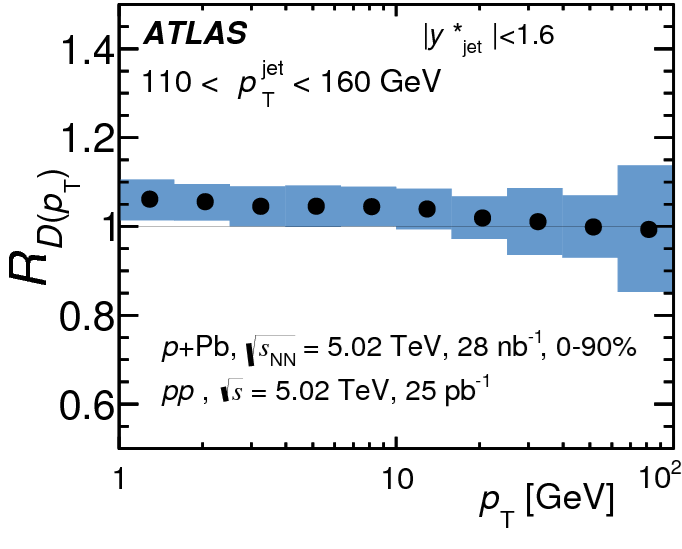 ATLAS |y*jet|<1.6
110 < pTjet < 160 GeV
1.4
1.2
1
0.8
0.6
RD(pT)
p+Pb, √sNN = 5.02 TeV, 28 nb-1, 0-90%
pp , √s = 5.02 TeV, 25 pb-1
1 10 10²
pT [GeV]